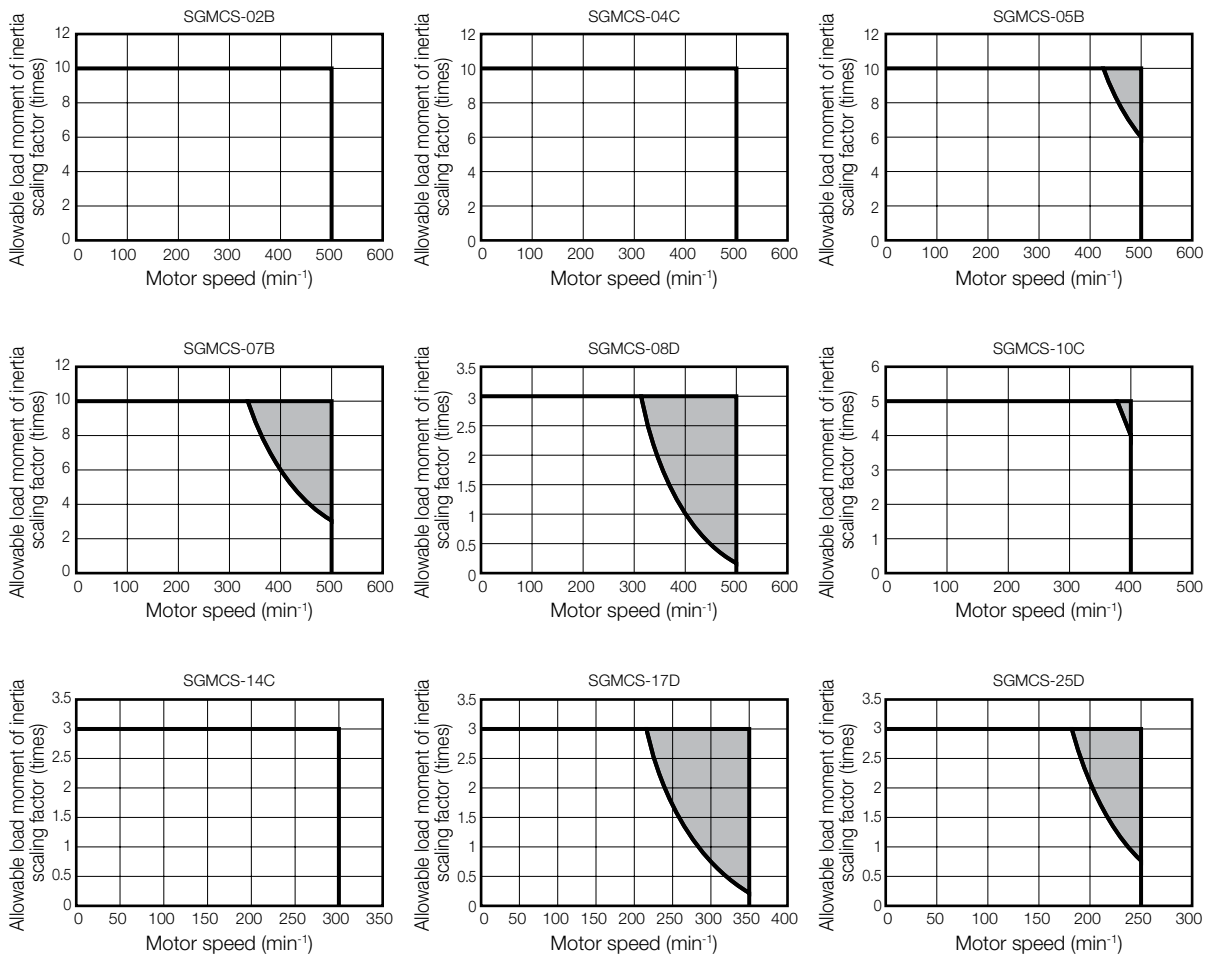 SGMCS-02B
Allowable load moment of inertia
scaling factor (times)
12
10
8
6
4
2
0
0 100 200 300 400 500 600
Motor speed (min-1)
SGMCS-04C
Allowable load moment of inertia
scaling factor (times)
12
10
8
6
4
2
0
0 100 200 300 400 500 600
Motor speed (min-1)
SGMCS-05B
Allowable load moment of inertia
scaling factor (times)
12
10
8
6
4
2
0
0 100 200 300 400 500 600
Motor speed (min-1)
SGMCS-07B
Allowable load moment of inertia
scaling factor (times)
12
10
8
6
4
2
0
0 100 200 300 400 500 600
Motor speed (min-1)
SGMCS-08D
Allowable load moment of inertia
scaling factor (times)
3.5
3
2.5
2
1.5
1
0.5
0
0 100 200 300 400 500 600
Motor speed (min-1)
SGMCS-10C
Allowable load moment of inertia
scaling factor (times)
6
5
4
3
2
1
0
0 100 200 300 400 500
Motor speed (min-1)
SGMCS-14C
Allowable load moment of inertia
scaling factor (times)
3.5
3
2.5
2
1.5
1
0.5
0
0 50 100 150 200 250 300 350
Motor speed (min-1)
SGMCS-17D
Allowable load moment of inertia
scaling factor (times)
3.5
3
2.5
2
1.5
1
0.5
0
0 50 100 150 200 250 300 350 400
Motor speed (min-1)
SGMCS-25D
Allowable load moment of inertia
scaling factor (times)
3.5
3
2.5
2
1.5
1
0.5
0
0 50 100 150 200 250 300
Motor speed (min-1)